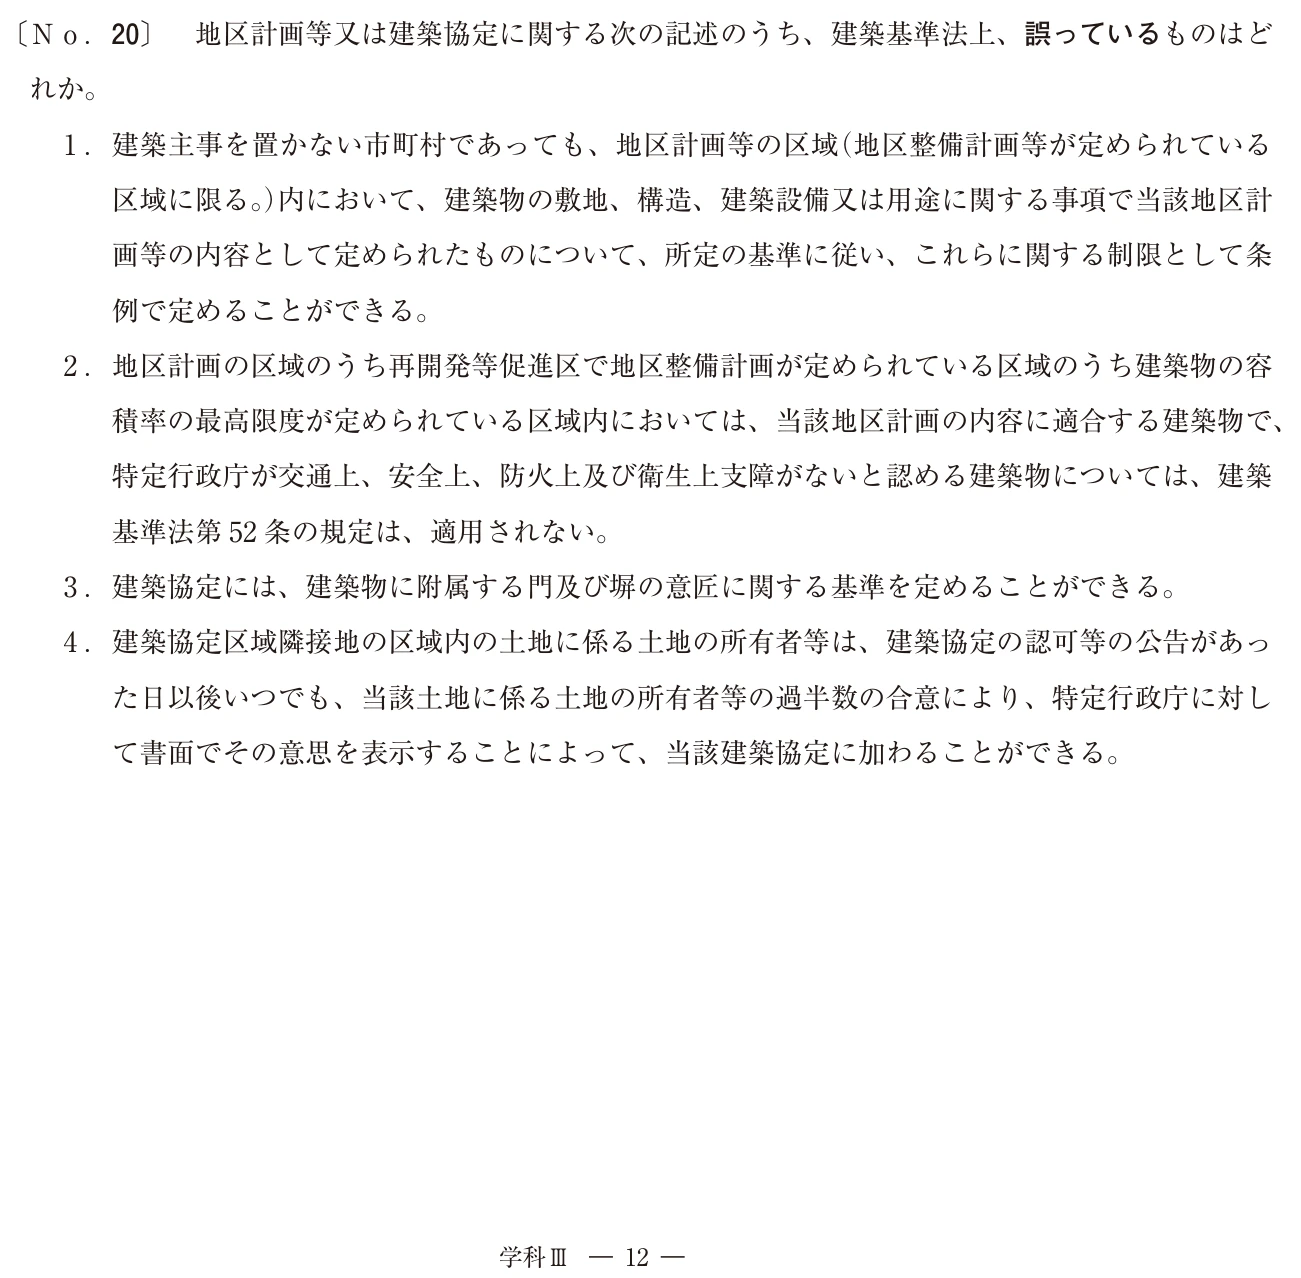 〔Ｎｏ．20〕　地区計画等又は建築協定に関する次の記述のうち、建築基準法上、誤っているものはど
れか。
１．建築主事を置かない市町村であっても、地区計画等の区域(地区整備計画等が定められている
区域に限る。)内において、建築物の敷地、構造、建築設備又は用途に関する事項で当該地区計
画等の内容として定められたものについて、所定の基準に従い、これらに関する制限として条
例で定めることができる。
２．地区計画の区域のうち再開発等促進区で地区整備計画が定められている区域のうち建築物の容
積率の最高限度が定められている区域内においては、当該地区計画の内容に適合する建築物で、
特定行政庁が交通上、安全上、防火上及び衛生上支障がないと認める建築物については、建築
基準法第 52 条の規定は、適用されない。
３．建築協定には、建築物に附属する門及び塀の意匠に関する基準を定めることができる。
４．建築協定区域隣接地の区域内の土地に係る土地の所有者等は、建築協定の認可等の公告があっ
た日以後いつでも、当該土地に係る土地の所有者等の過半数の合意により、特定行政庁に対し
て書面でその意思を表示することによって、当該建築協定に加わることができる。
学科Ⅲ ― 12 ―